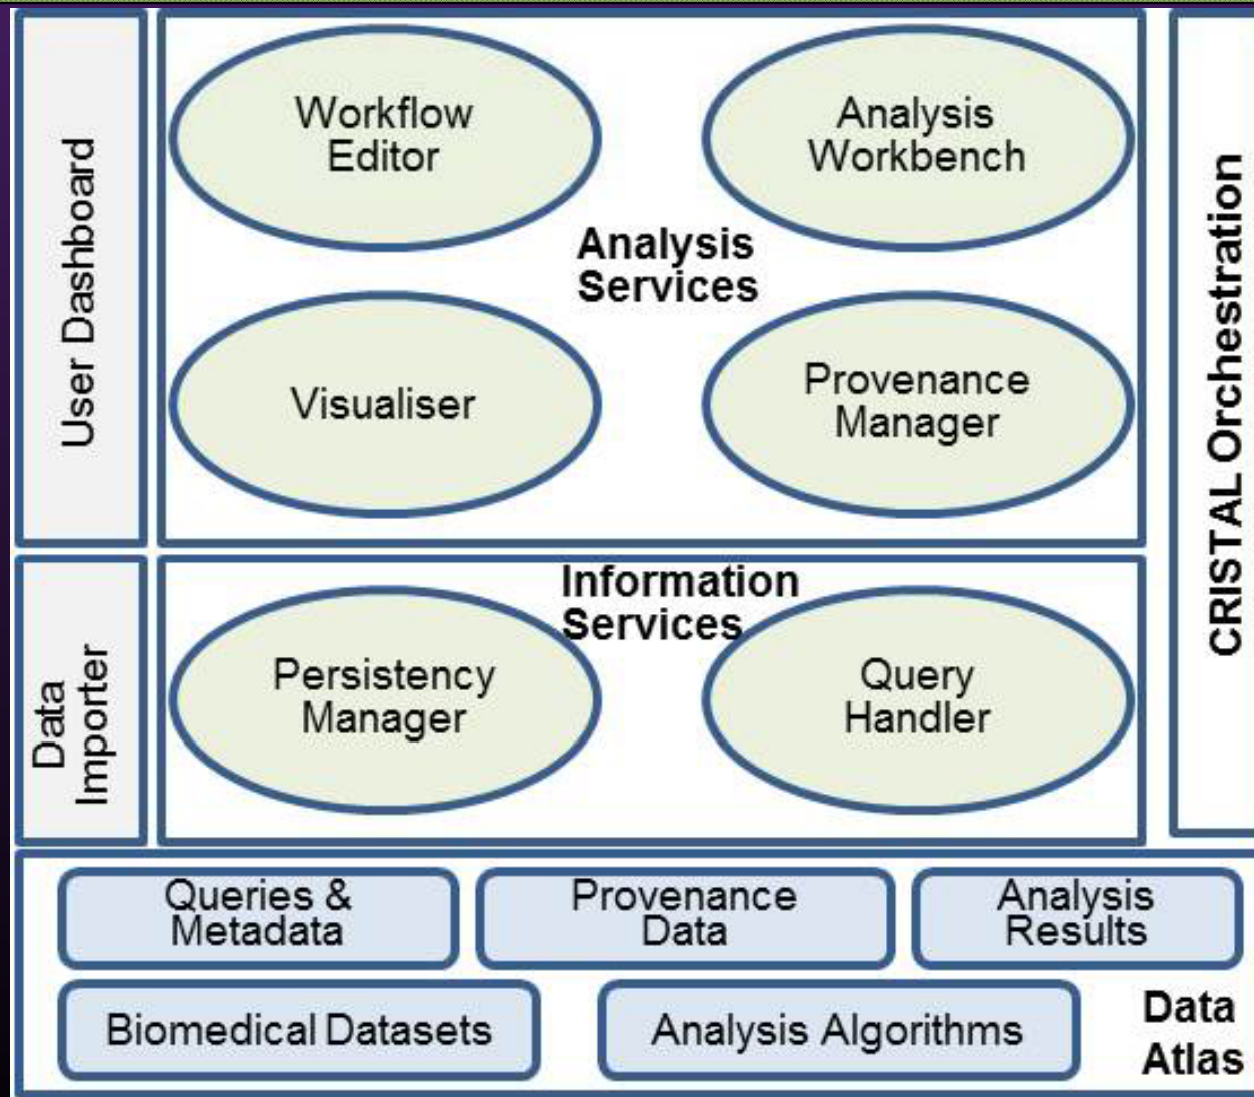 User Dashboard
Workflow
Editor
Analysis
Workbench
Analysis
Services
Visualiser
Provenance
Manager
CRISTAL Orchestration
Data
Importer
Information
Services
Persistency
Manager
Query
Handler
Queries &
Metadata
Provenance
Data
Analysis
Results
Biomedical Datasets
Analysis Algorithms
Data
Atlas